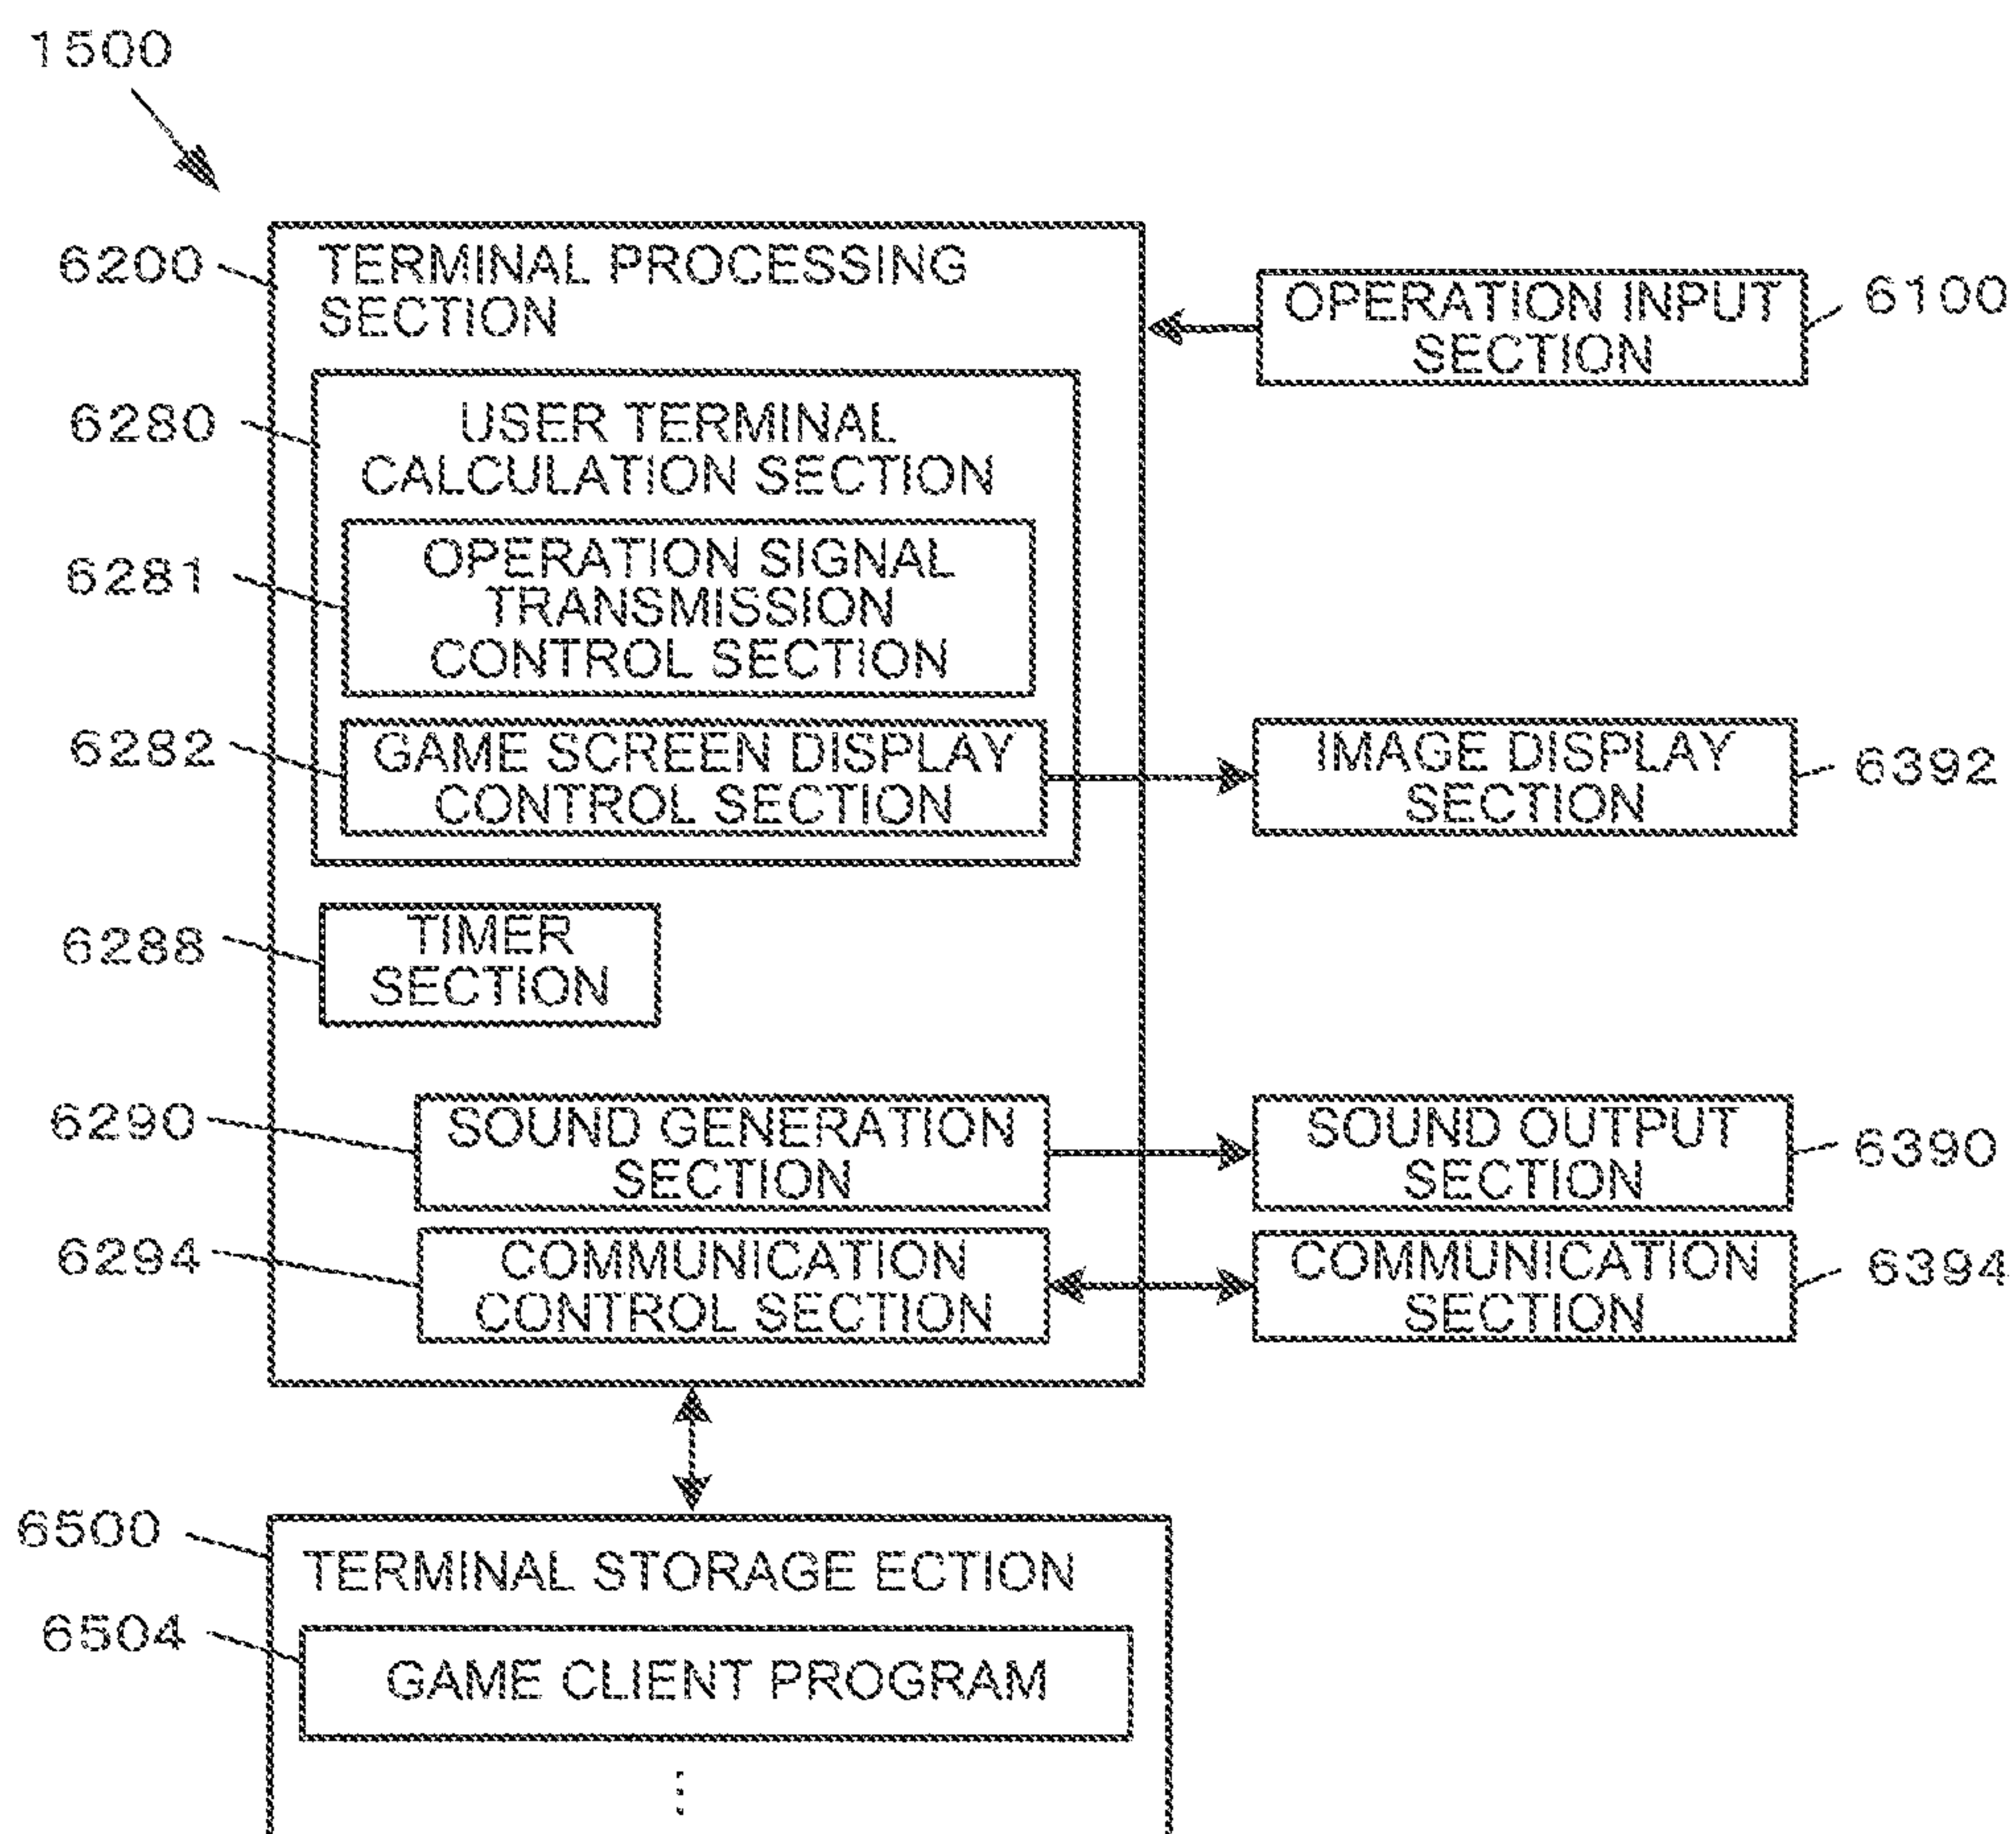 1500
6200
TERMINAL PROCESSING
SECTION
OPERATION INPUT
SECTION
6100
6280
USER TERMINAL
CALCULATION SECTION
6281
OPERATION SIGNAL
TRANSMISSION
CONTROL SECTION
6282
GAME SCREEN DISPLAY
CONTROL SECTION
IMAGE DISPLAY
SECTION
6392
6288
TIMER
SECTION
6290
SOUND GENERATION
SECTION
SOUND OUTPUT
SECTION
6390
6294
COMMUNICATION
CONTROL SECTION
COMMUNICATION
SECTION
6394
6500
TERMINAL STORAGE ECTION
6504
GAME CLIENT PROGRAM
⋮